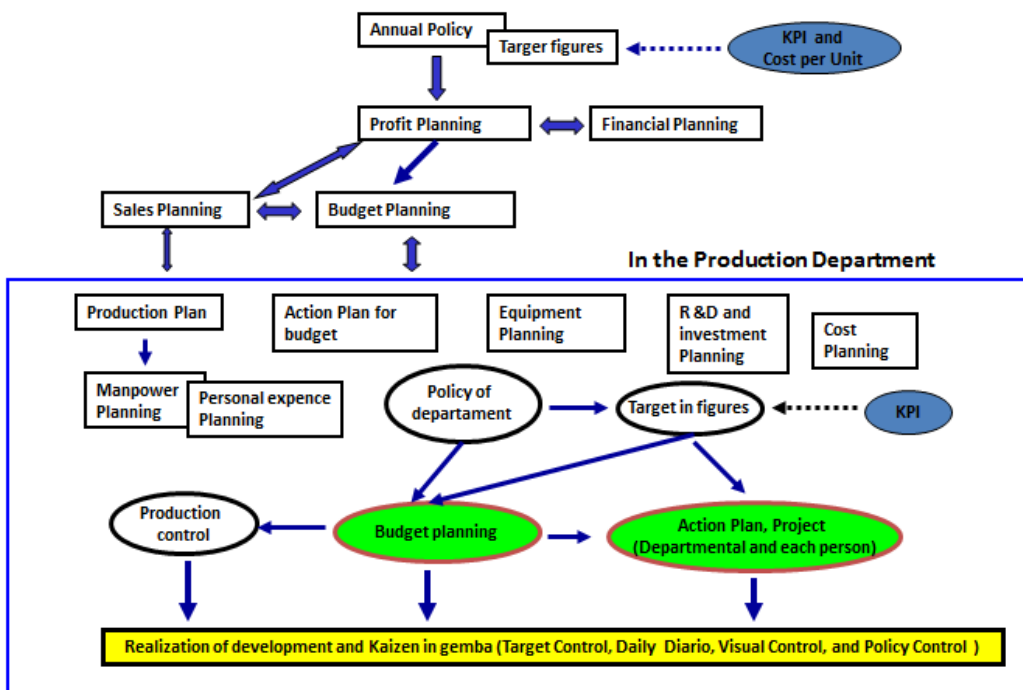 Annual Policy
Targer figures
KPI and
Cost per Unit
Profit Planning
Financial Planning
Sales Planning
Budget Planning
In the Production Department
Production Plan
Action Plan for
budget
Equipment
Planning
R &D and
investment
Planning
Cost
Planning
Manpower
Planning
Personal expence
Planning
Policy of
departament
Target in figures
KPI
Production
control
Budget planning
Action Plan, Project
(Departmental and each person)
Realization of development and Kaizen in gemba (Target Control, Daily Diario, Visual Control, and Policy Control )